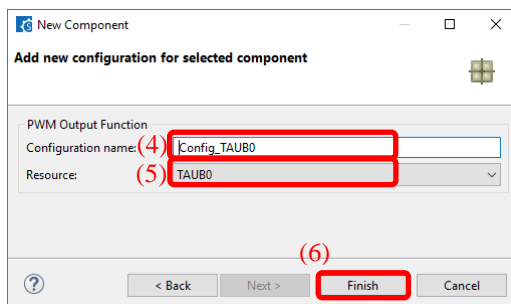 New Component
Add new configuration for selected component
PWM Output Function
Configuration name: (4) Config_TAUB0
Resource: (5) TAUB0
(6)
? < Back Next > Finish Cancel